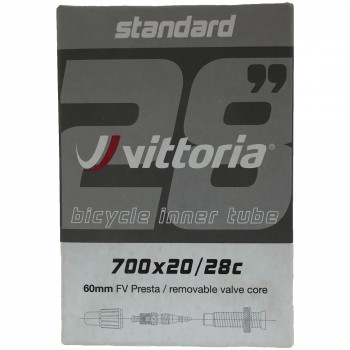 standard
28”
vittoria®
bicycle inner tube
700x20/28c
60mm FV Presta / removable valve core